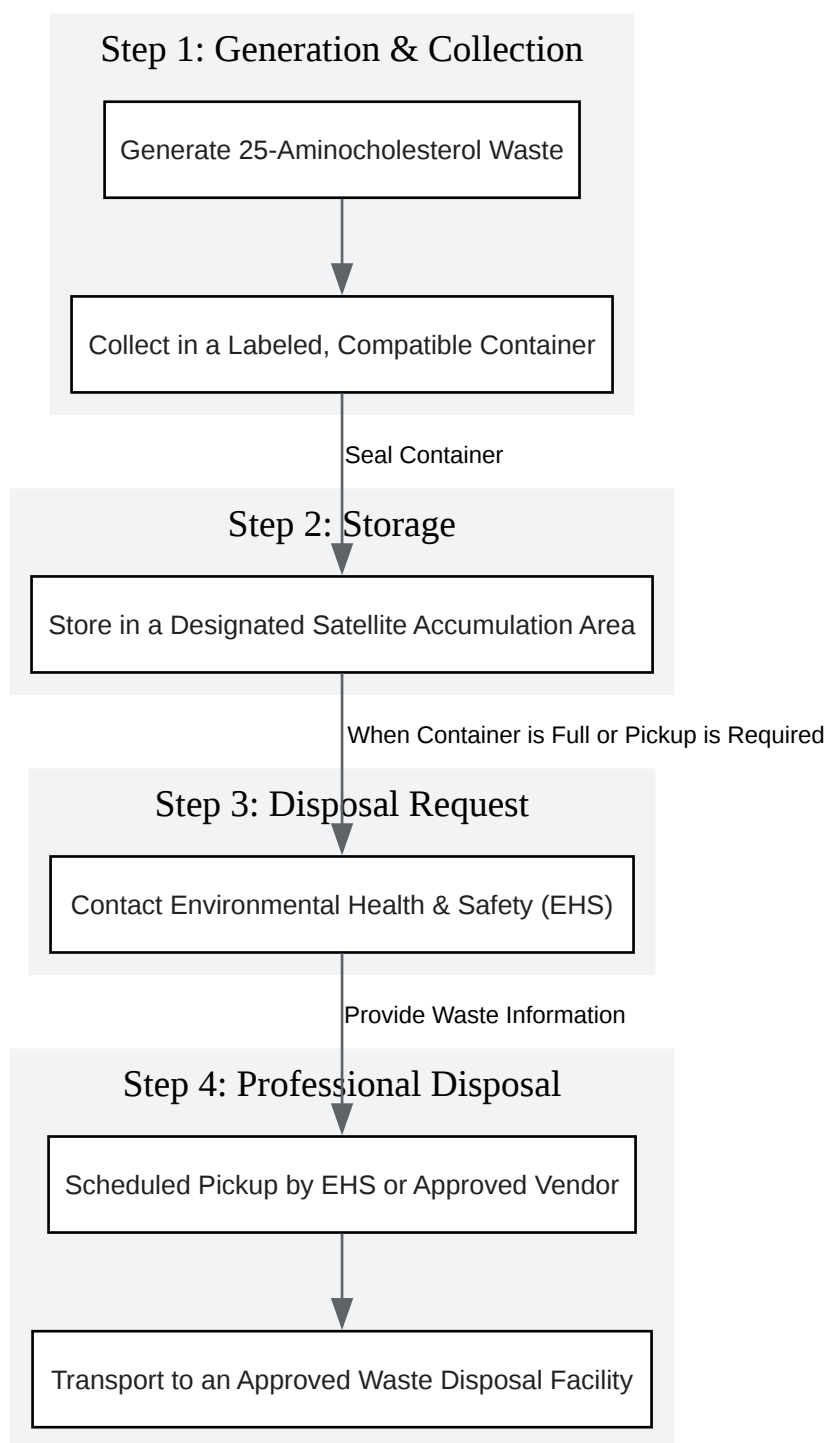 Step 1: Generation & Collection
Generate 25-Aminocholesterol Waste
Collect in a Labeled, Compatible Container
Seal Container
Step 2: Storage
Store in a Designated Satellite Accumulation Area
When Container is Full or Pickup is Required
Step 3: Disposal Request
Contact Environmental Health & Safety (EHS)
Provide Waste Information
Step 4: Professional Disposal
Scheduled Pickup by EHS or Approved Vendor
Transport to an Approved Waste Disposal Facility